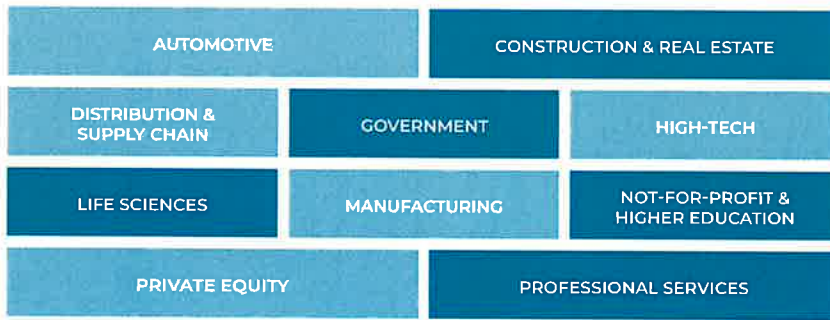 AUTOMOTIVE
CONSTRUCTION & REAL ESTATE
DISTRIBUTION &
SUPPLY CHAIN
GOVERNMENT
HIGH-TECH
LIFE SCIENCES
MANUFACTURING
NOT-FOR-PROFIT &
HIGHER EDUCATION
PRIVATE EQUITY
PROFESSIONAL SERVICES